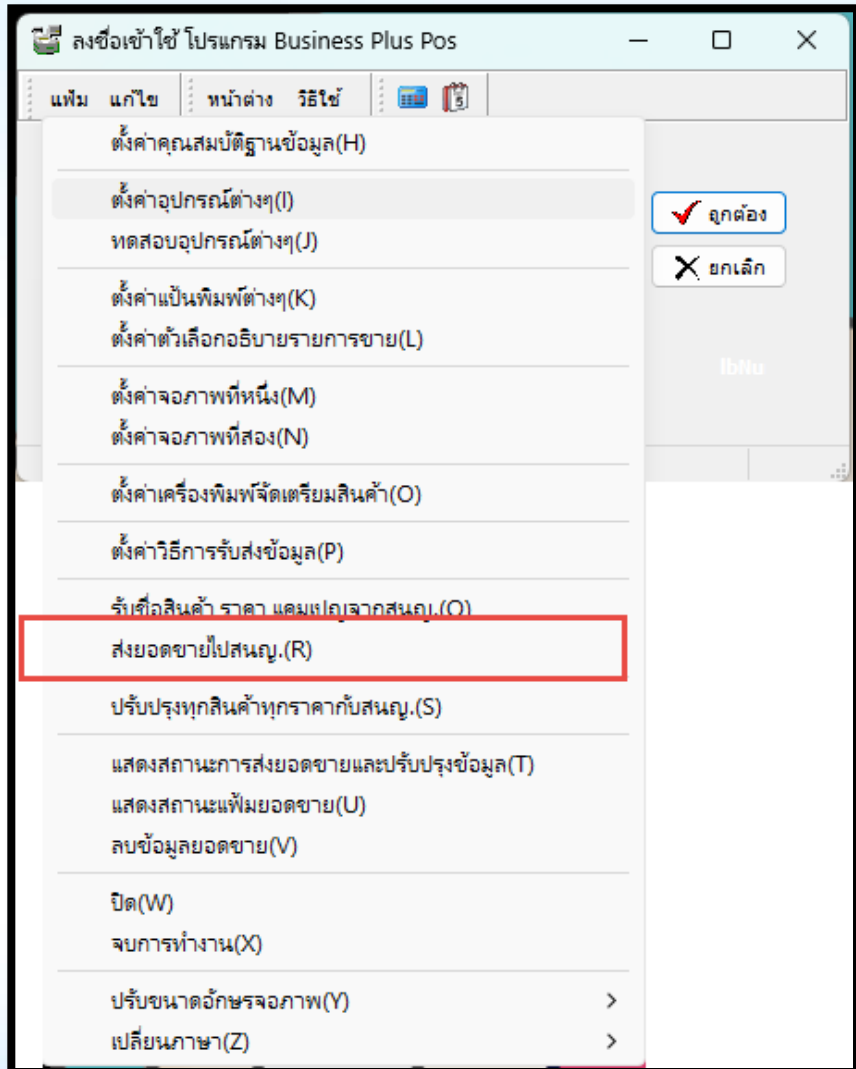 ลงชื่อเข้าใช้ โปรแกรม Business Plus Pos
แฟ้ม แก้ไข หน้าต่าง วิธีใช้
5
ตั้งค่าคุณสมบัติฐานข้อมูล(H)
ตั้งค่าอุปกรณ์ต่างๆ(I)
ถูกต้อง
ทดสอบอุปกรณ์ต่างๆ(J)
ยกเลิก
ตั้งค่าแป้นพิมพ์ต่างๆ(K)
ตั้งค่าตัวเลือกอธิบายรายการขาย(L)
IbNu
ตั้งค่าจอภาพที่หนึ่ง(M)
ตั้งค่าจอภาพที่สอง(N)
ตั้งค่าเครื่องพิมพ์จัดเตรียมสินค้า(O)
ตั้งค่าวิธีการรับส่งข้อมูล(P)
รับชื่อสินค้า ราคา แคมเปญจากสนญ.(Q)
ส่งยอดขายไปสนญ.(R)
ปรับปรุงทุกสินค้าทุกราคากับสนญ.(S)
แสดงสถานะการส่งยอดขายและปรับปรุงข้อมูล(T)
แสดงสถานะแฟ้มยอดขาย(U)
ลบข้อมูลยอดขาย(V)
ปิด(W)
จบการทำงาน(X)
ปรับขนาดอักษรจอภาพ(Y)
เปลี่ยนภาษา(Z)